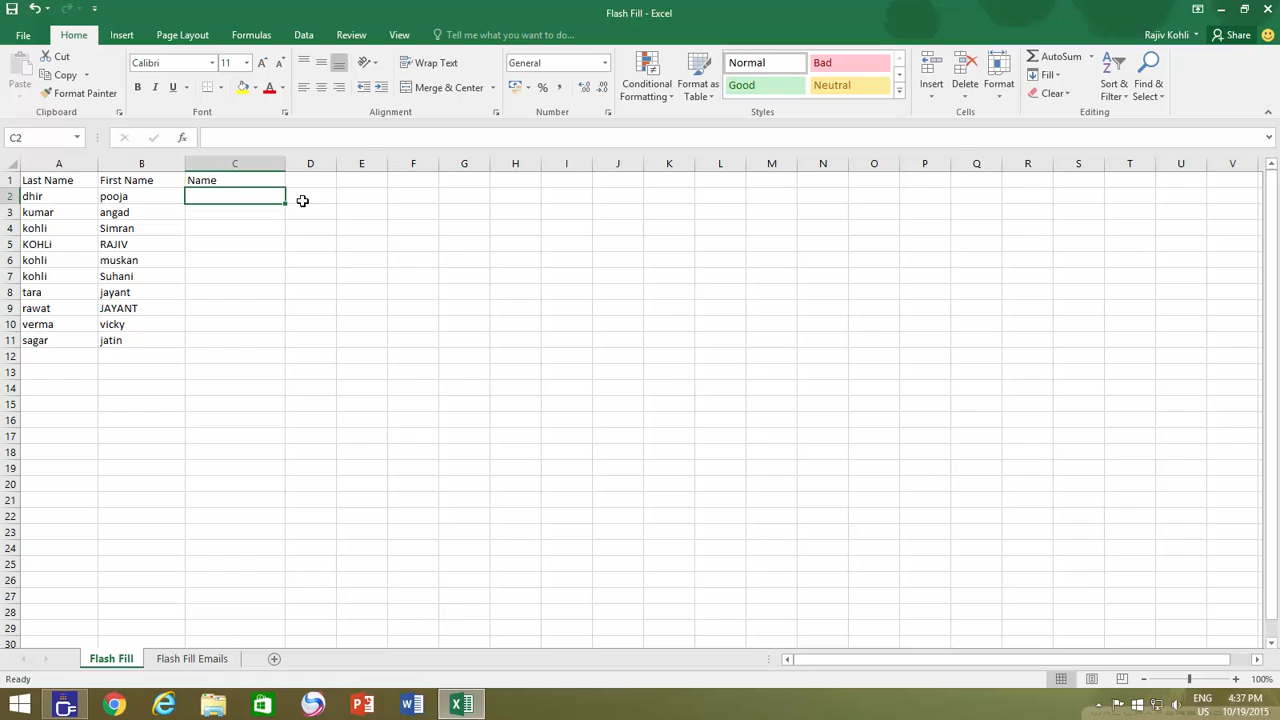 Flash Fill - Excel
File Home Insert Page Layout Formulas Data Review View Tell me what you want to do... Rajiv Kohli Share
Paste Cut Copy Format Painter
Calibri 11 A A B I U A
Wrap Text Merge & Center
General $ % , .0 .00
Conditional Formatting Format as Table
Normal Bad Good Neutral
Insert Delete Format
AutoSum Fill Clear
Sort & Filter Find & Select
Clipboard Font Alignment Number Styles Cells Editing
C2 fx
A B C D E F G H I J K L M N O P Q R S T U V
1 Last Name First Name Name
2 dhir pooja
3 kumar angad
4 kohli Simran
5 KOHLi RAJIV
6 kohli muskan
7 kohli Suhani
8 tara jayant
9 rawat JAYANT
10 verma vicky
11 sagar jatin
12
13
14
15
16
17
18
19
20
21
22
23
24
25
26
27
28
29
30
Flash Fill Flash Fill Emails
Ready 100%
ENG 4:37 PM
US 10/19/2015